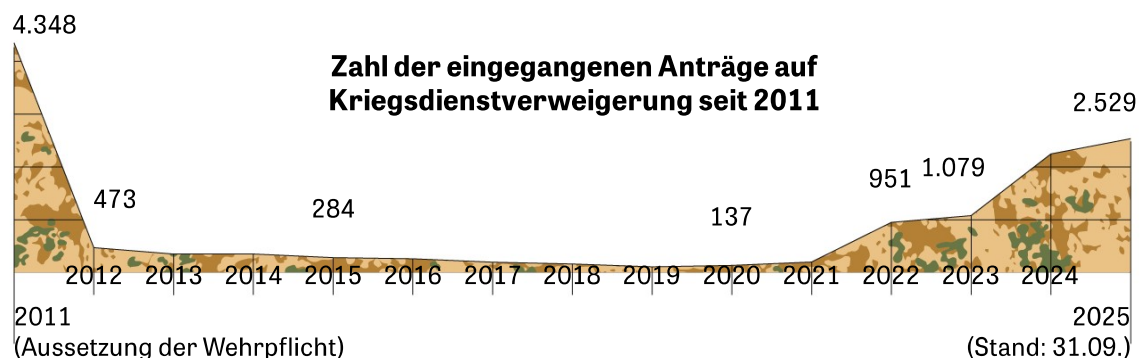 4.348
Zahl der eingegangenen Anträge auf
Kriegsdienstverweigerung seit 2011
2.529
951 1.079
473
284
137
2012 2013 2014 2015 2016 2017 2018 2019 2020 2021 2022 2023 2024
2011 2025
(Aussetzung der Wehrpflicht) (Stand: 31.09.)